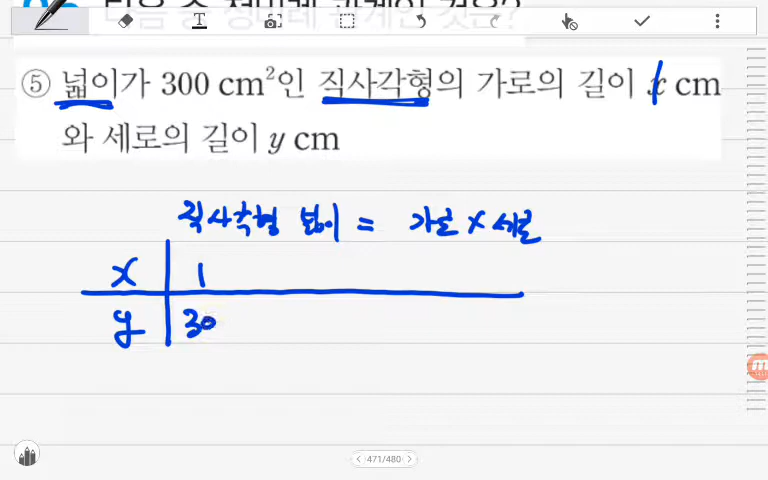 ⑤ 넓이가 300 cm²인 직사각형의 가로의 길이 x cm
와 세로의 길이 y cm
직사각형 넓이 = 가로 × 세로
x 1
y 30
471/480